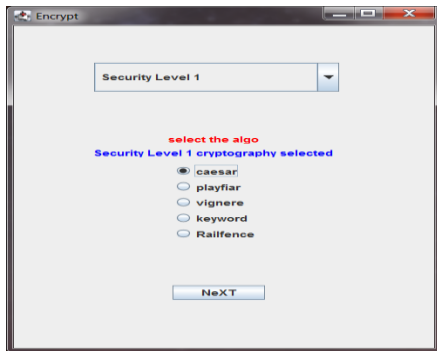 Encrypt
Security Level 1
select the algo
Security Level 1 cryptography selected
caesar
playfiar
vignere
keyword
Railfence
NeXT